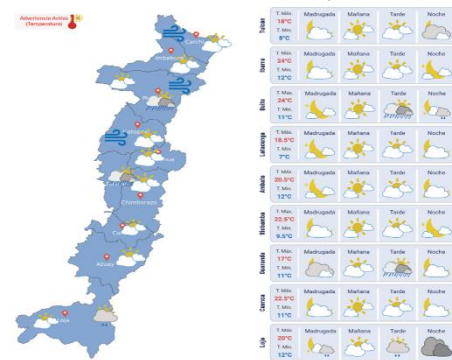 Advertencia Activa
(Temperatura)
Carchi
Imbabura
Cotopaxi
Chimborazo
Azuay
Loja
Tulcán
T. Máx.
18°C
T. Mín.
8°C
Madrugada
Mañana
Tarde
Noche
Ibarra
T. Máx.
24°C
T. Mín.
12°C
Madrugada
Mañana
Tarde
Noche
Quito
T. Máx.
24°C
T. Mín.
11°C
Madrugada
Mañana
Tarde
Noche
Latacunga
T. Máx.
18.5°C
T. Mín.
7°C
Madrugada
Mañana
Tarde
Noche
Ambato
T. Máx.
20.5°C
T. Mín.
12°C
Madrugada
Mañana
Tarde
Noche
Riobamba
T. Máx.
22.5°C
T. Mín.
9.5°C
Madrugada
Mañana
Tarde
Noche
Guaranda
T. Máx.
17°C
T. Mín.
11°C
Madrugada
Mañana
Tarde
Noche
Cuenca
T. Máx.
22.5°C
T. Mín.
11°C
Madrugada
Mañana
Tarde
Noche
Loja
T. Máx.
20°C
T. Mín.
12°C
Madrugada
Mañana
Tarde
Noche